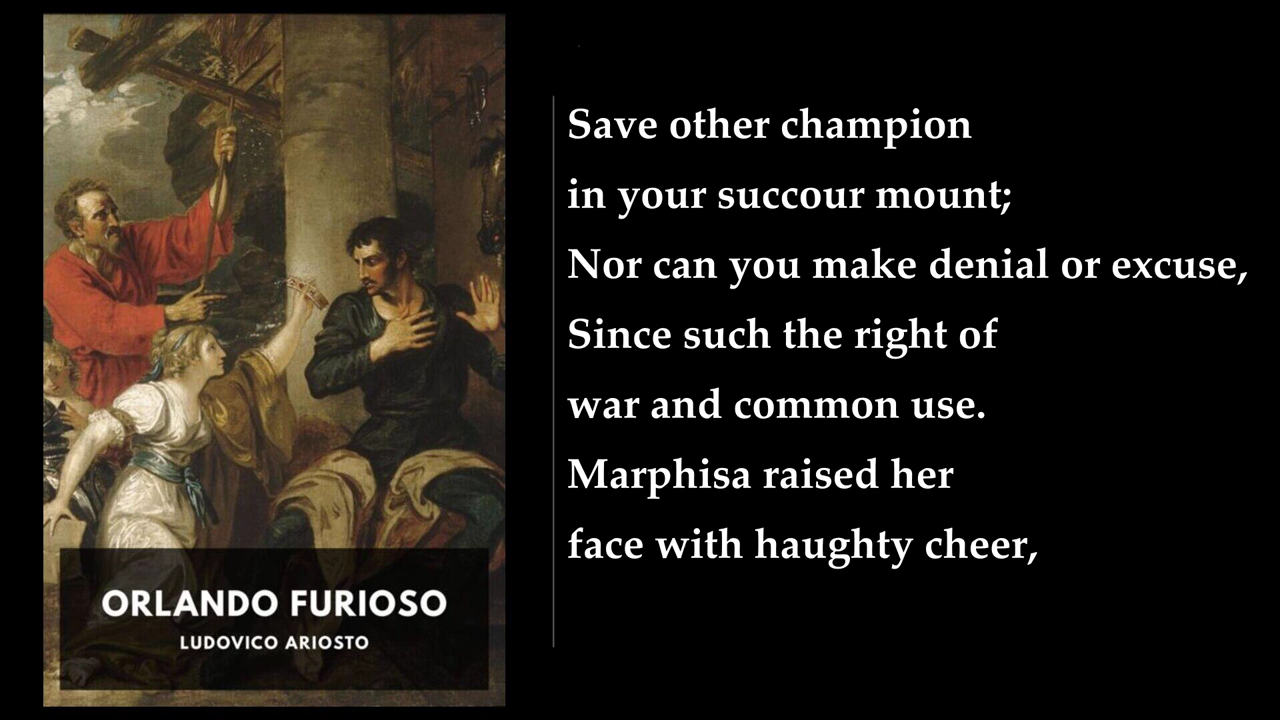 ORLANDO FURIOSO
LUDOVICO ARIOSTO
Save other champion
in your succour mount;
Nor can you make denial or excuse,
Since such the right of
war and common use.
Marphisa raised her
face with haughty cheer,